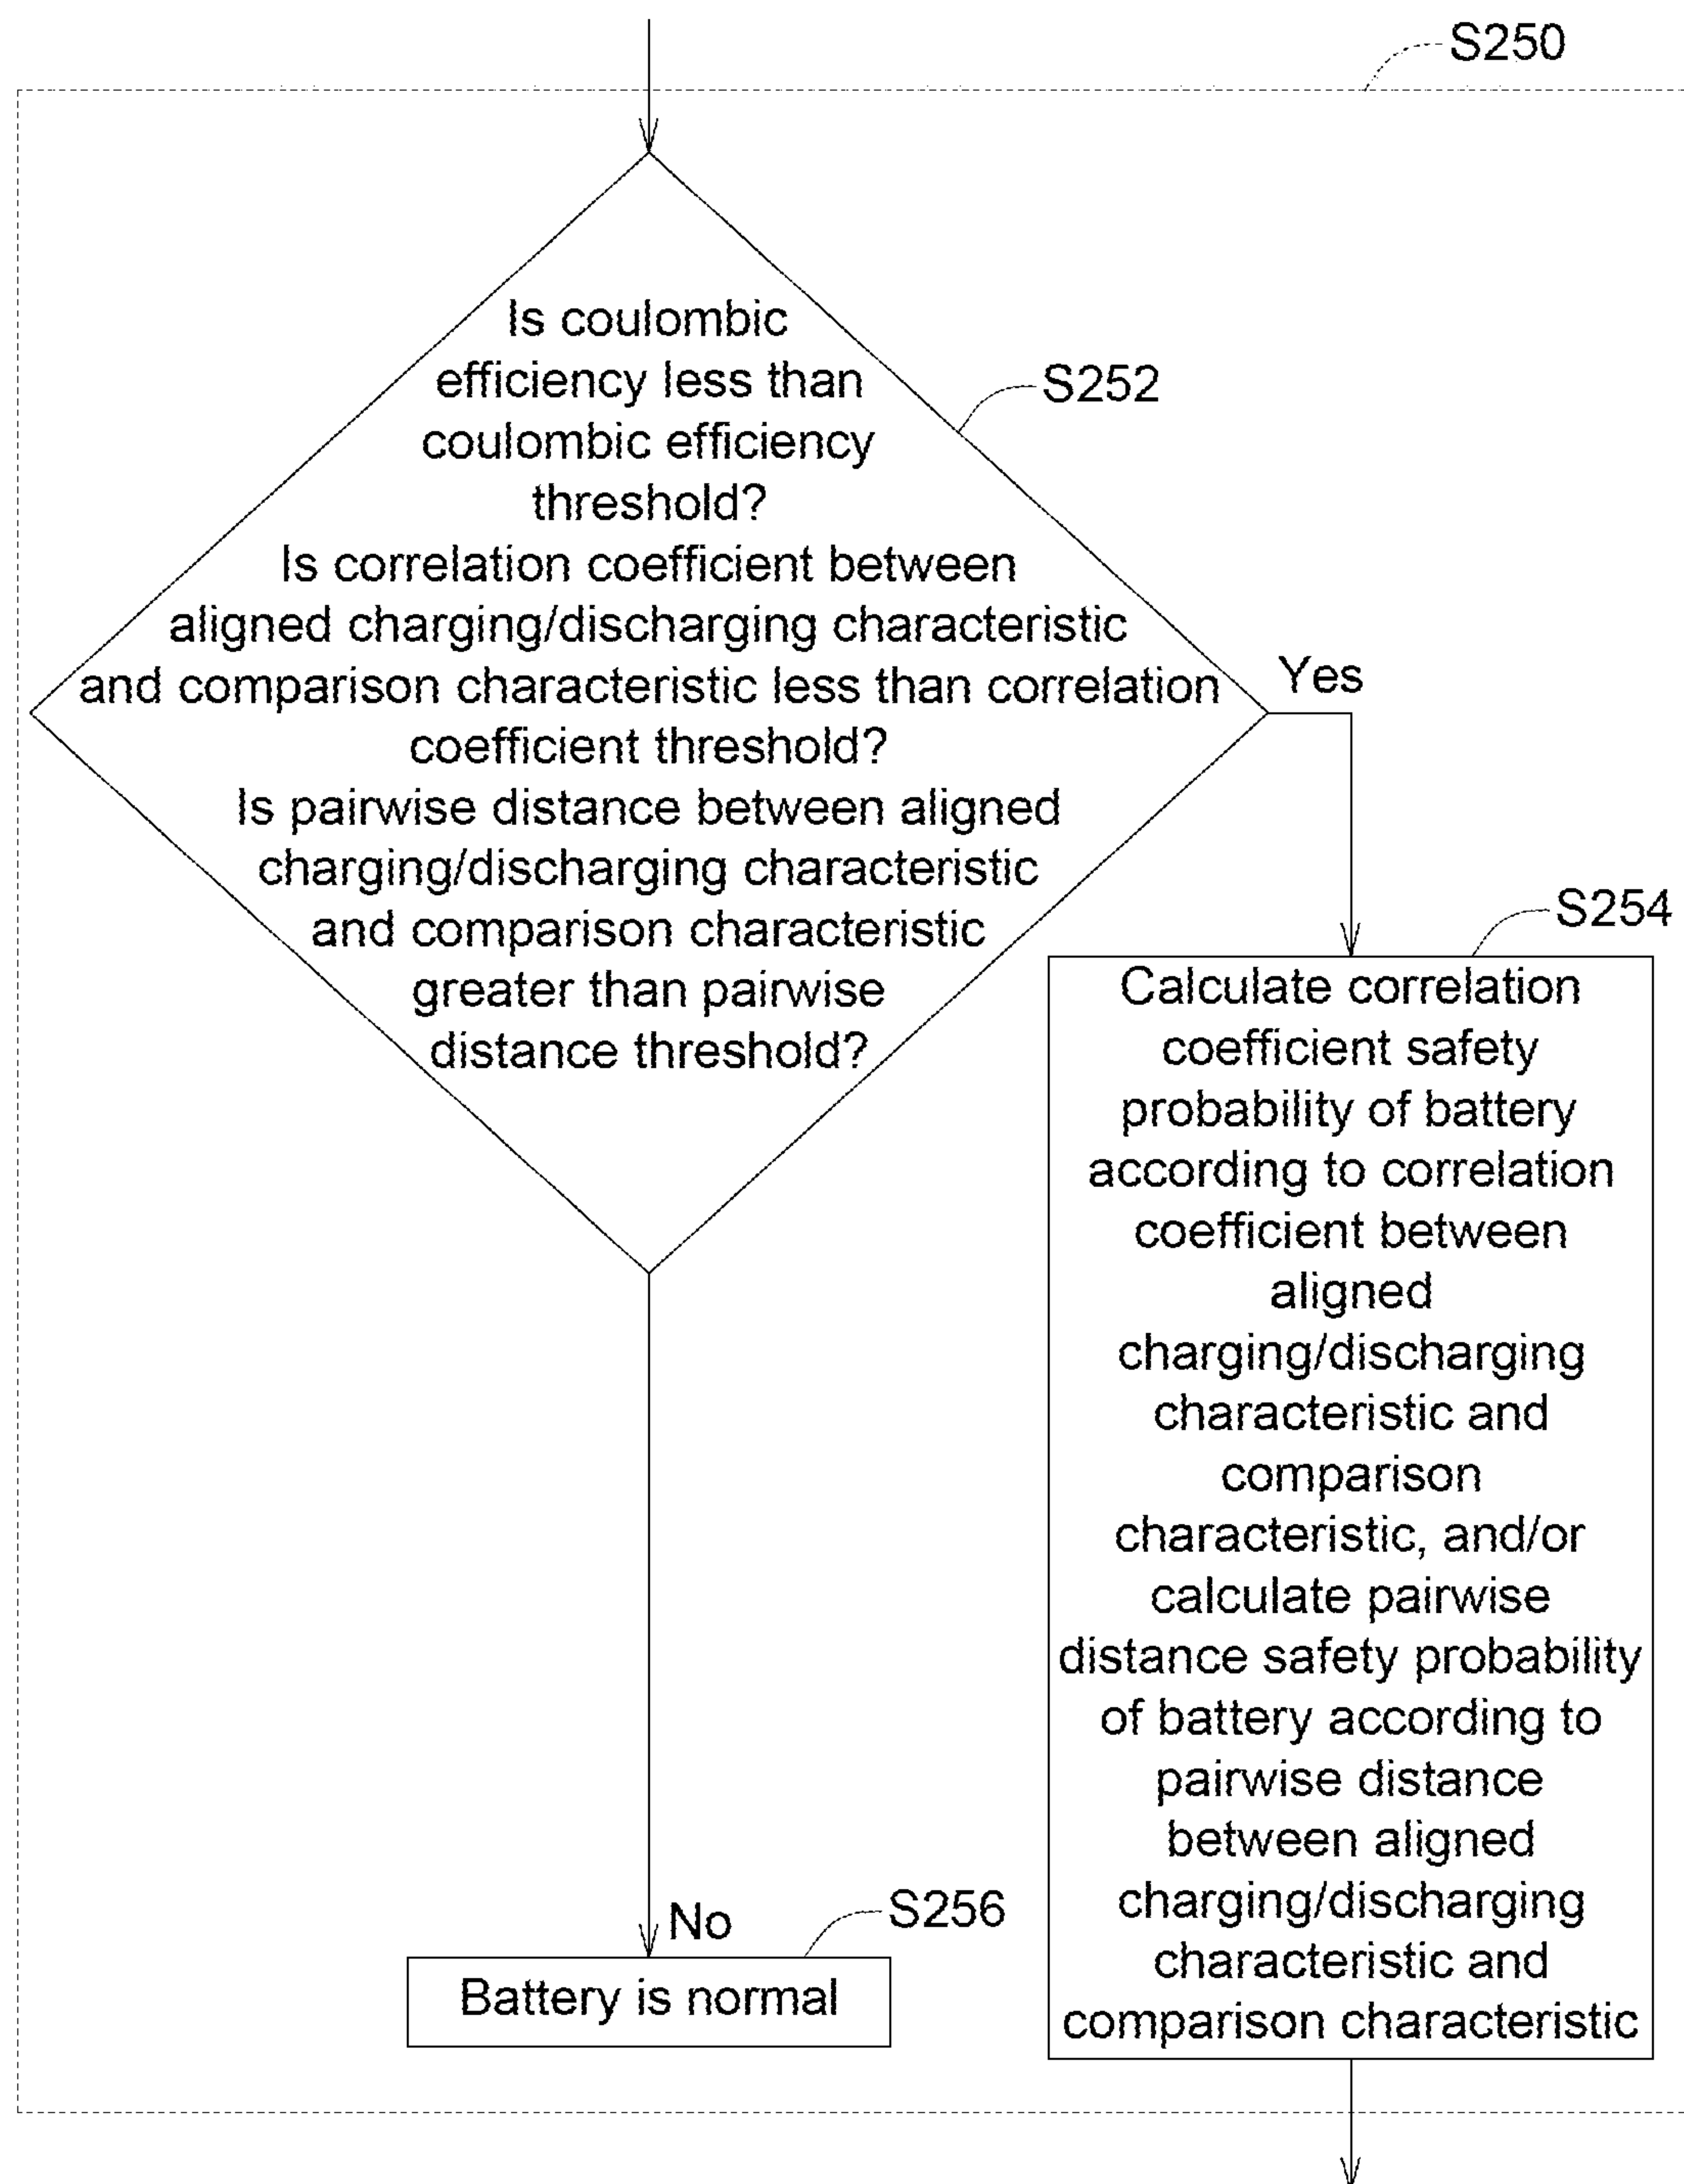 S250
Is coulombic
efficiency less than
coulombic efficiency
threshold?
Is correlation coefficient between
aligned charging/discharging characteristic
and comparison characteristic less than correlation
coefficient threshold?
Is pairwise distance between aligned
charging/discharging characteristic
and comparison characteristic
greater than pairwise
distance threshold?
S252
Yes
S254
Calculate correlation
coefficient safety
probability of battery
according to correlation
coefficient between
aligned
charging/discharging
characteristic and
comparison
characteristic, and/or
calculate pairwise
distance safety probability
of battery according to
pairwise distance
between aligned
charging/discharging
characteristic and
comparison characteristic
No
S256
Battery is normal